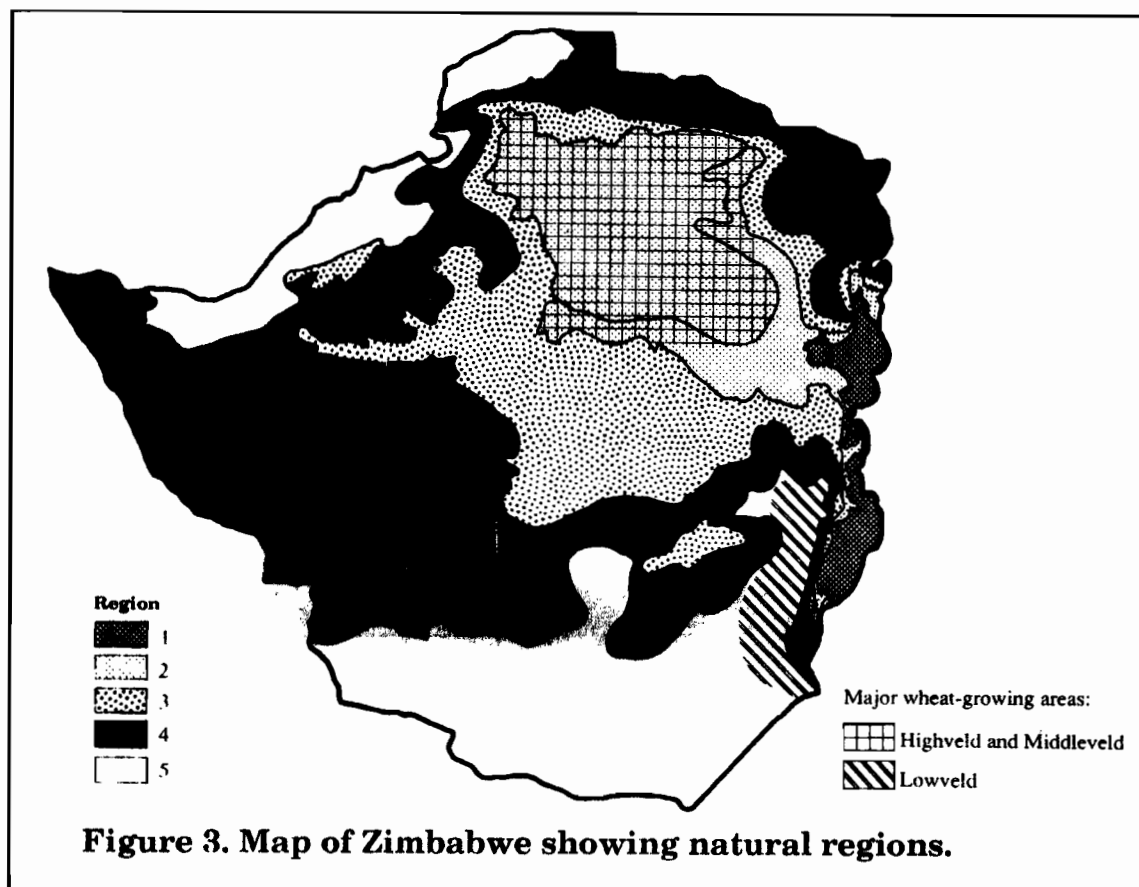 Region
1
2
3
4
5
Major wheat-growing areas:
Highveld and Middleveld
Lowveld
Figure 3. Map of Zimbabwe showing natural regions.